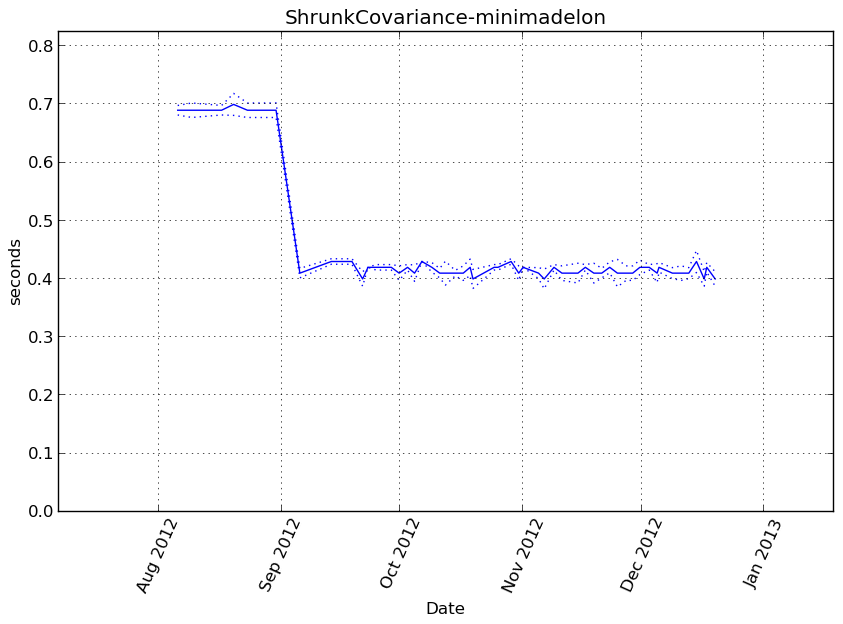 ShrunkCovariance-minimadelon
0.8
0.7
0.6
0.5
0.4
0.3
0.2
0.1
0.0
seconds
Aug 2012
Sep 2012
Oct 2012
Nov 2012
Dec 2012
Jan 2013
Date